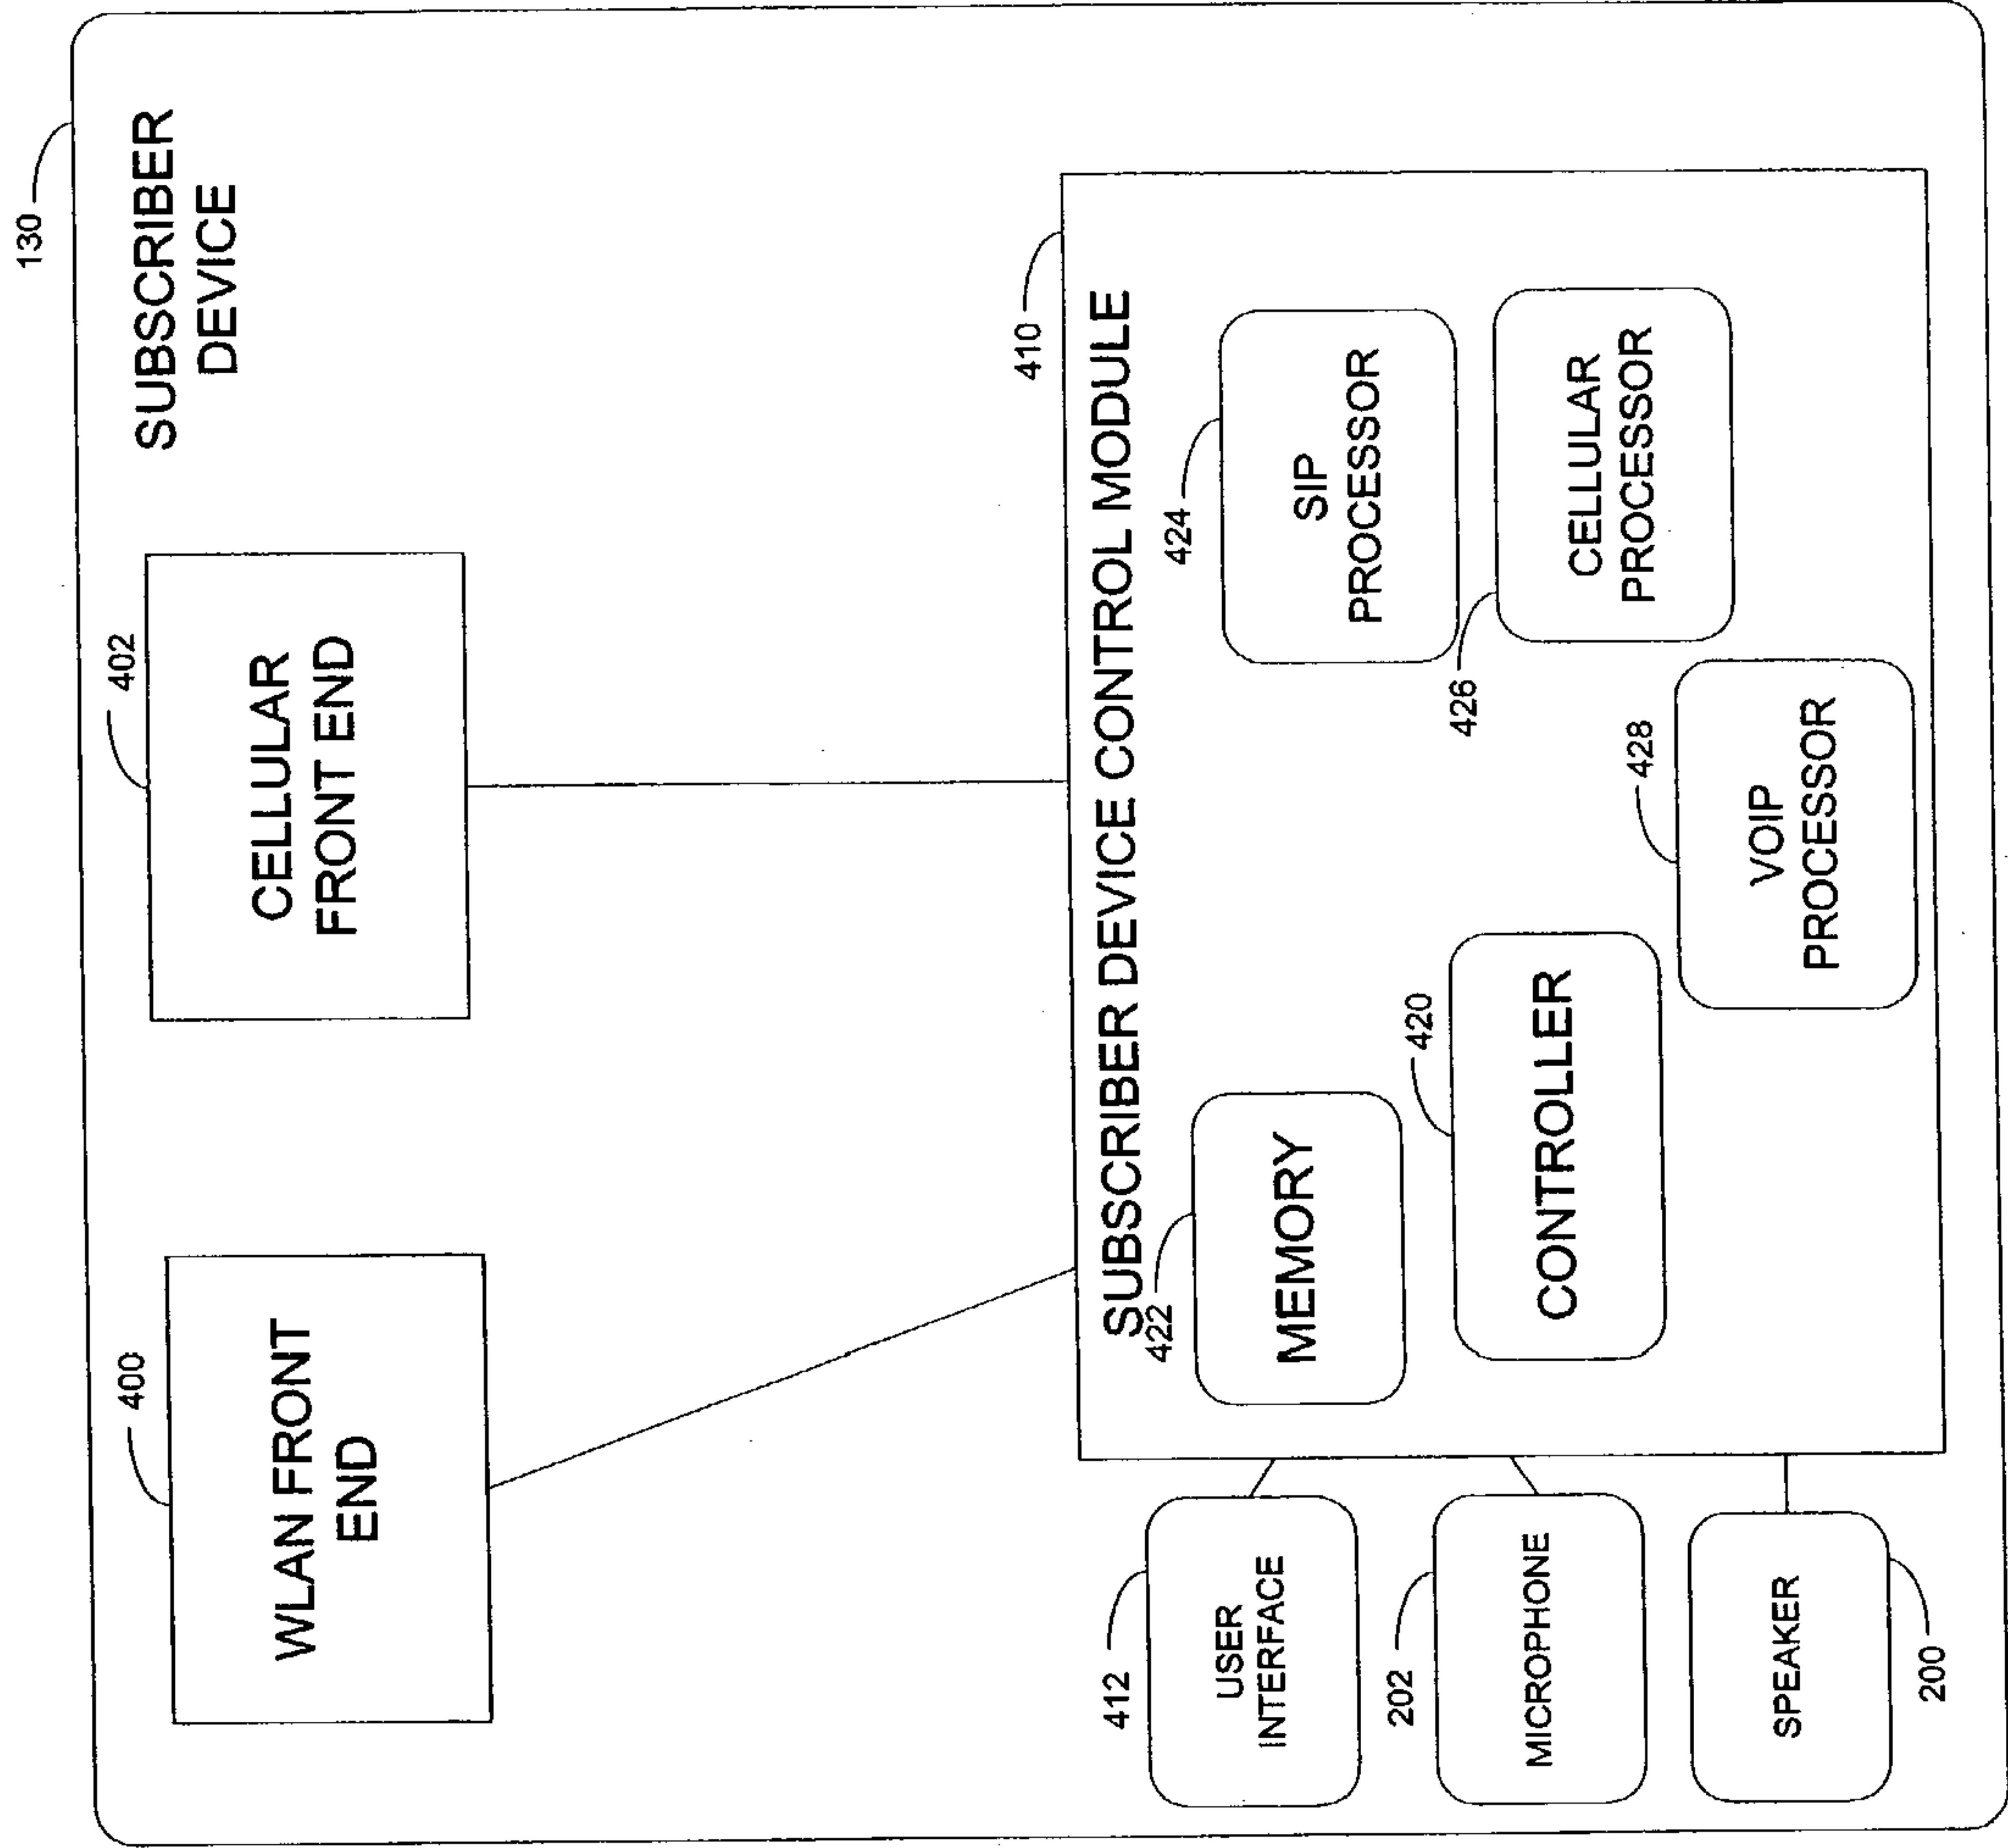 130
SUBSCRIBER
DEVICE
400
WLAN FRONT
END
402
CELLULAR
FRONT END
410
SUBSCRIBER DEVICE CONTROL MODULE
412
USER
INTERFACE
422
MEMORY
424
SIP
PROCESSOR
202
MICROPHONE
420
CONTROLLER
426
CELLULAR
PROCESSOR
428
VOIP
PROCESSOR
SPEAKER
200